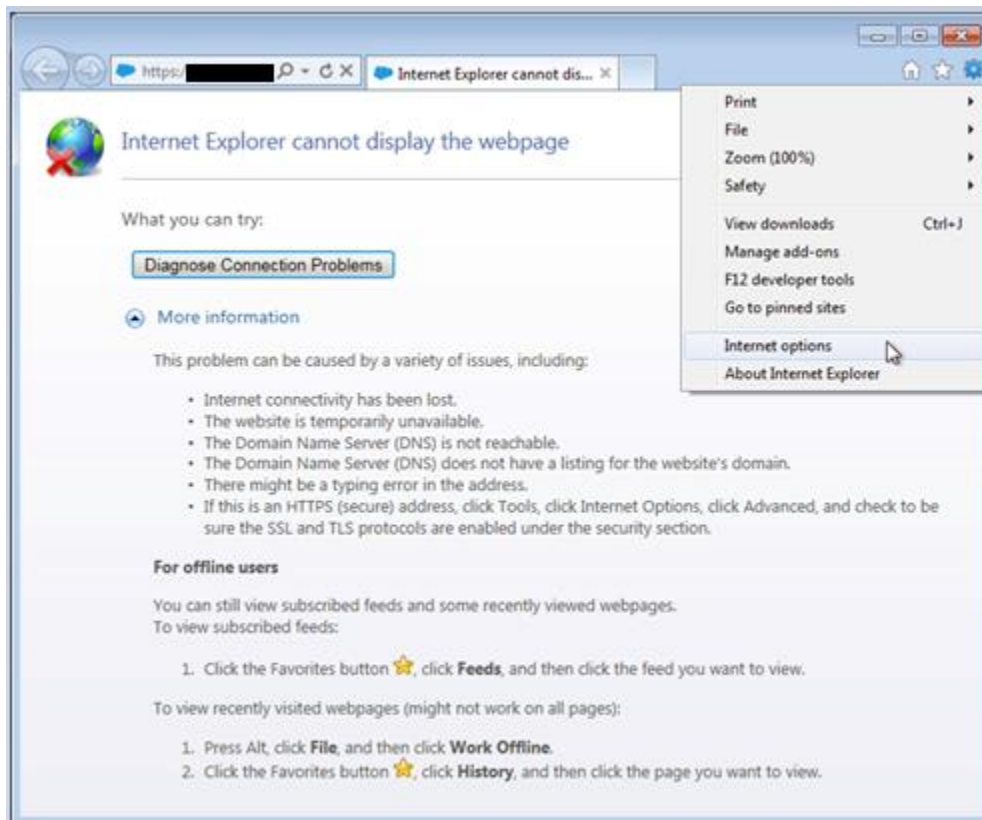 https:/
Internet Explorer cannot dis...
Print
File
Zoom (100%)
Safety
View downloads Ctrl+J
Manage add-ons
F12 developer tools
Go to pinned sites
Internet options
About Internet Explorer
Internet Explorer cannot display the webpage
What you can try:
Diagnose Connection Problems
More information
This problem can be caused by a variety of issues, including:
• Internet connectivity has been lost.
• The website is temporarily unavailable.
• The Domain Name Server (DNS) is not reachable.
• The Domain Name Server (DNS) does not have a listing for the website's domain.
• There might be a typing error in the address.
• If this is an HTTPS (secure) address, click Tools, click Internet Options, click Advanced, and check to be
sure the SSL and TLS protocols are enabled under the security section.
For offline users
You can still view subscribed feeds and some recently viewed webpages.
To view subscribed feeds:
1. Click the Favorites button , click Feeds, and then click the feed you want to view.
To view recently visited webpages (might not work on all pages):
1. Press Alt, click File, and then click Work Offline.
2. Click the Favorites button , click History, and then click the page you want to view.